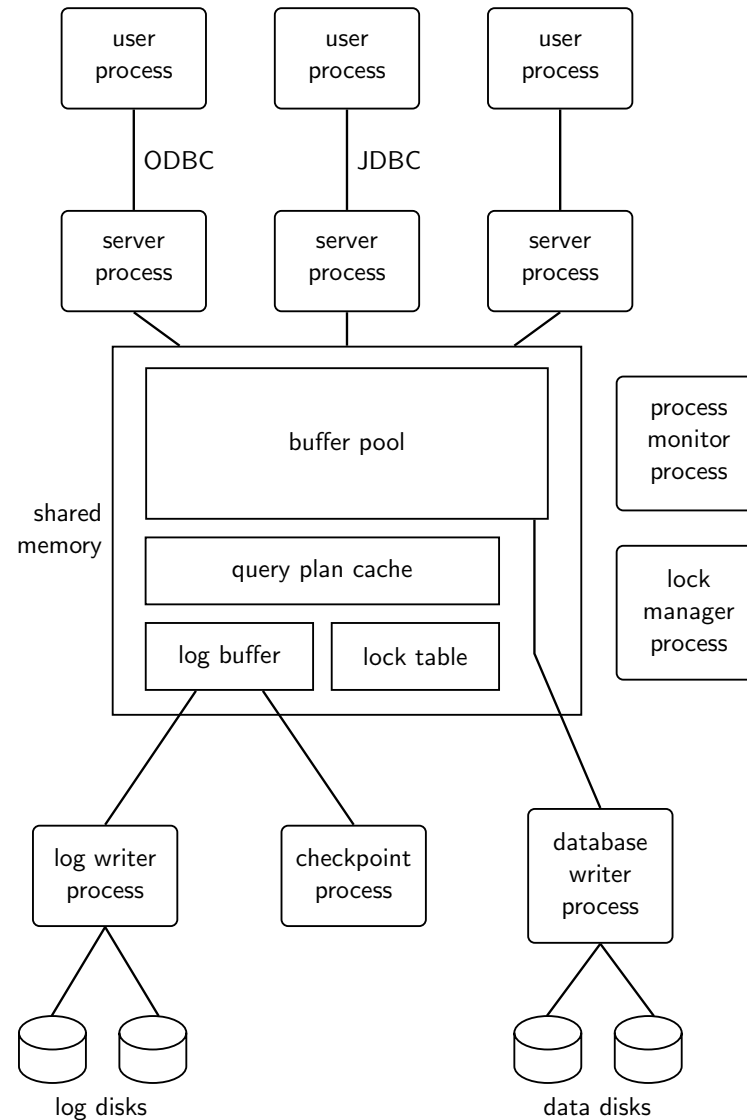 user
process
user
process
user
process
ODBC
JDBC
server
process
server
process
server
process
buffer pool
process
monitor
process
shared
memory
query plan cache
lock
manager
process
log buffer
lock table
log writer
process
checkpoint
process
database
writer
process
log disks
data disks